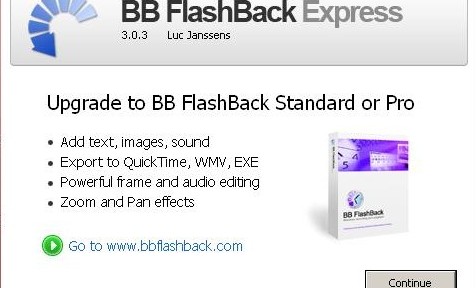 BB FlashBack Express
3.0.3 Luc Janssens
Upgrade to BB FlashBack Standard or Pro
Add text, images, sound
Export to QuickTime, WMV, EXE
Powerful frame and audio editing
Zoom and Pan effects
BB FlashBack
Go to www.bbflashback.com
Continue